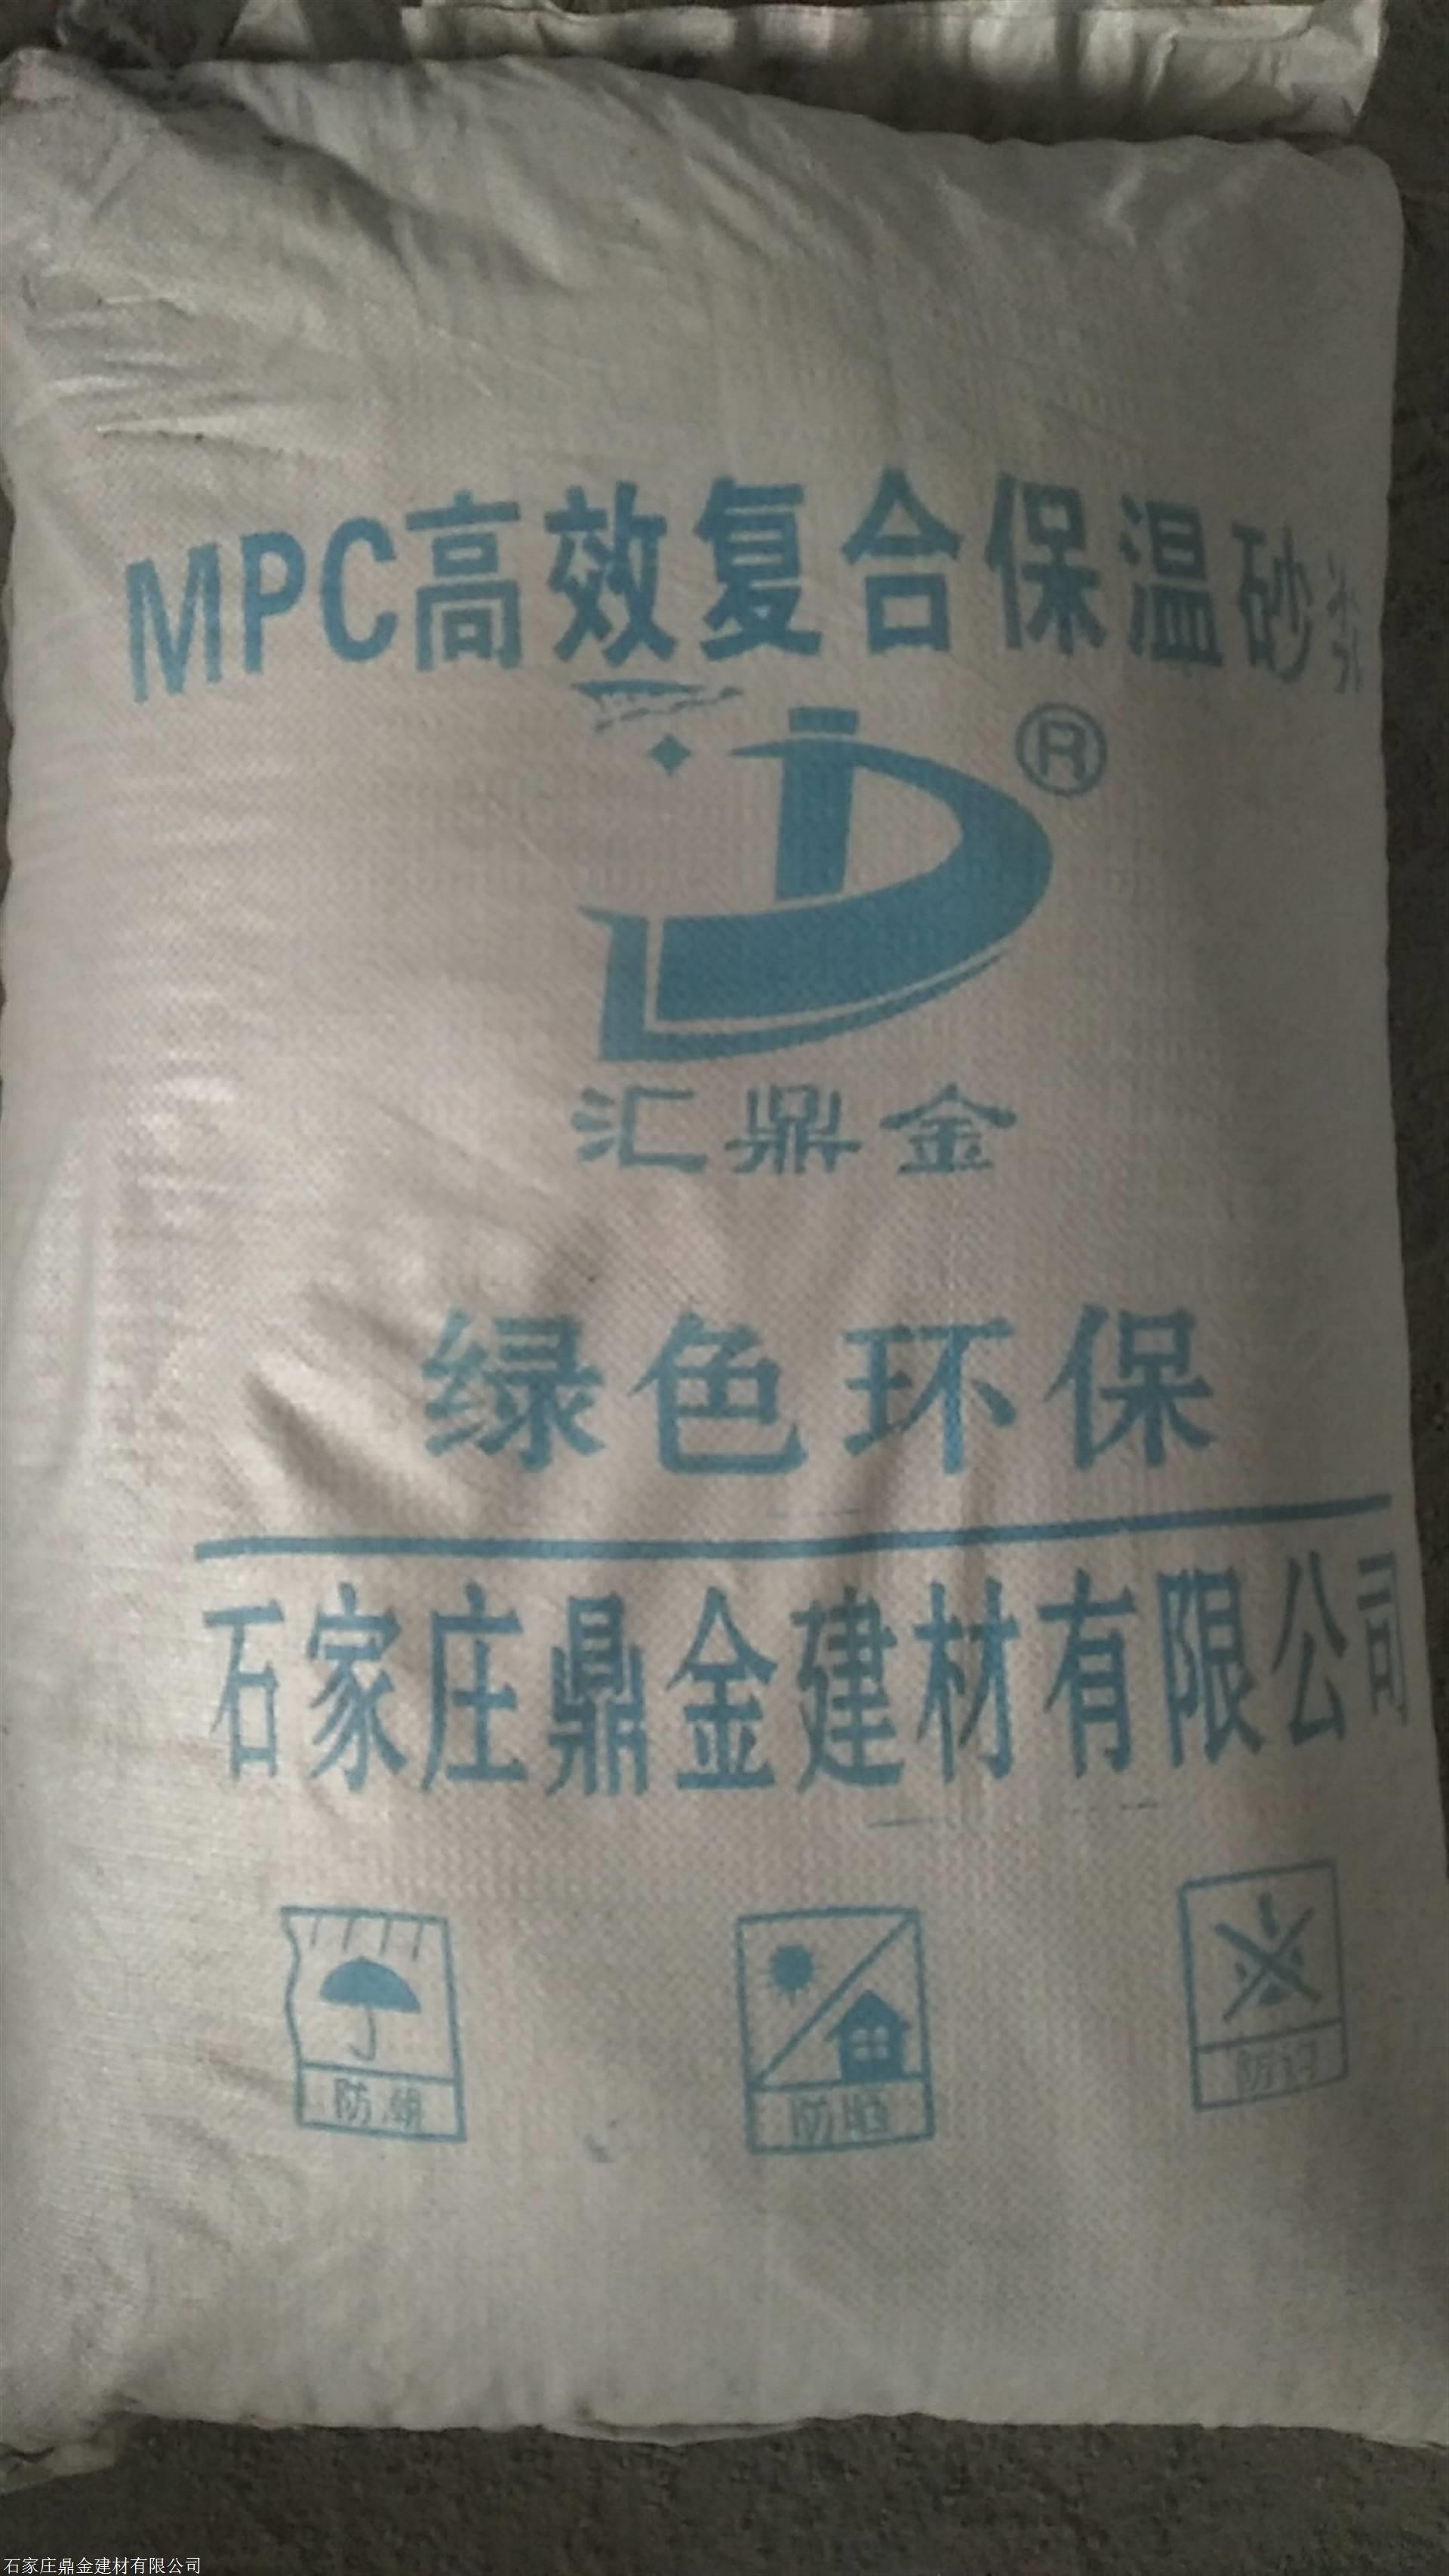 MPC高效复合保温砂浆
®
汇鼎金
绿色环保
石家庄鼎金建材有限公司
防潮 防晒
石家庄鼎金建材有限公司